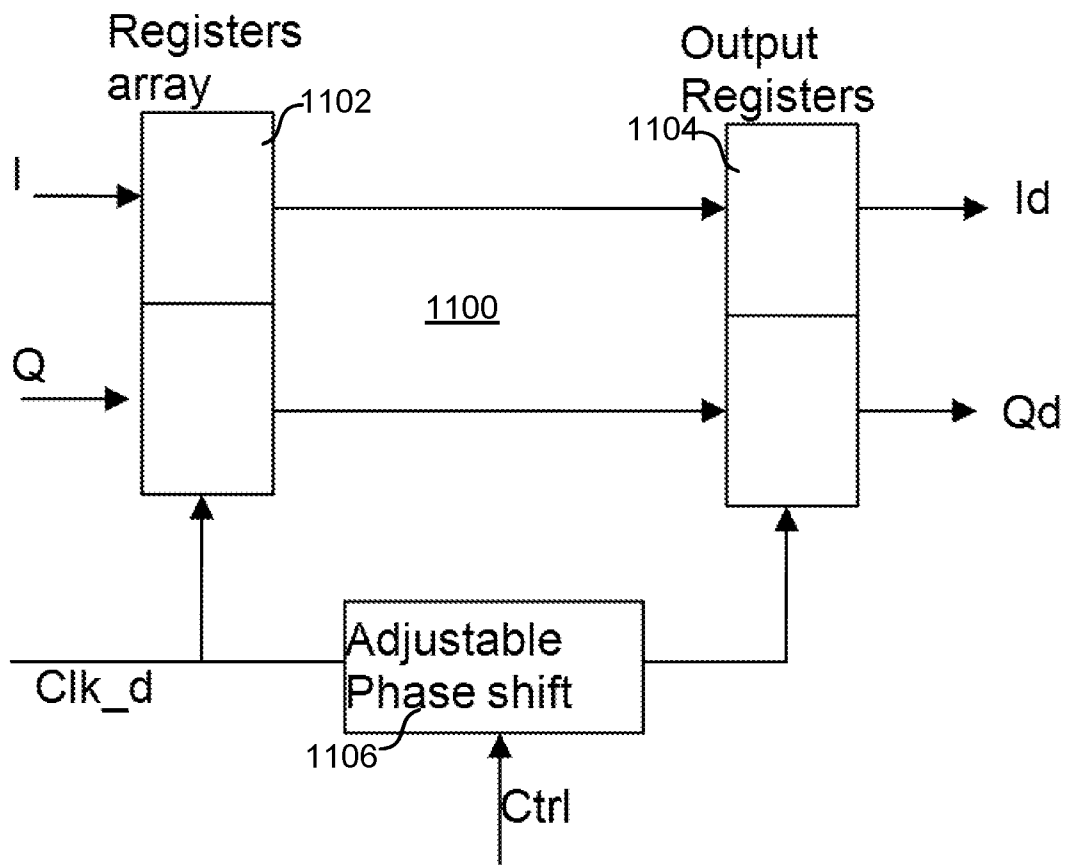 Registers
array
1102
Output
Registers
1104
I
Id
1100
Q
Qd
Adjustable
Phase shift
Clk_d
1106
Ctrl